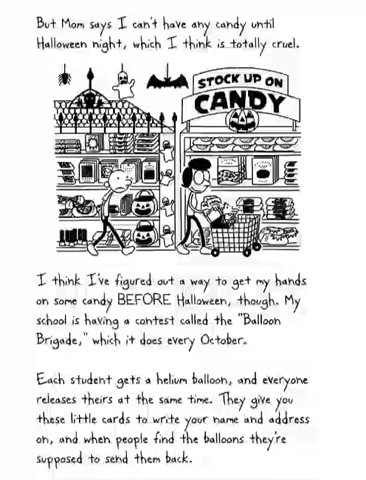 But Mom says I can't have any candy until
Halloween night, which I think is totally cruel.
STOCK UP ON
CANDY
I think I've figured out a way to get my hands
on some candy BEFORE Halloween, though. My
school is having a contest called the "Balloon
Brigade," which it does every October.
Each student gets a helium balloon, and everyone
releases theirs at the same time. They give you
these little cards to write your name and address
on, and when people find the balloons they're
supposed to send them back.